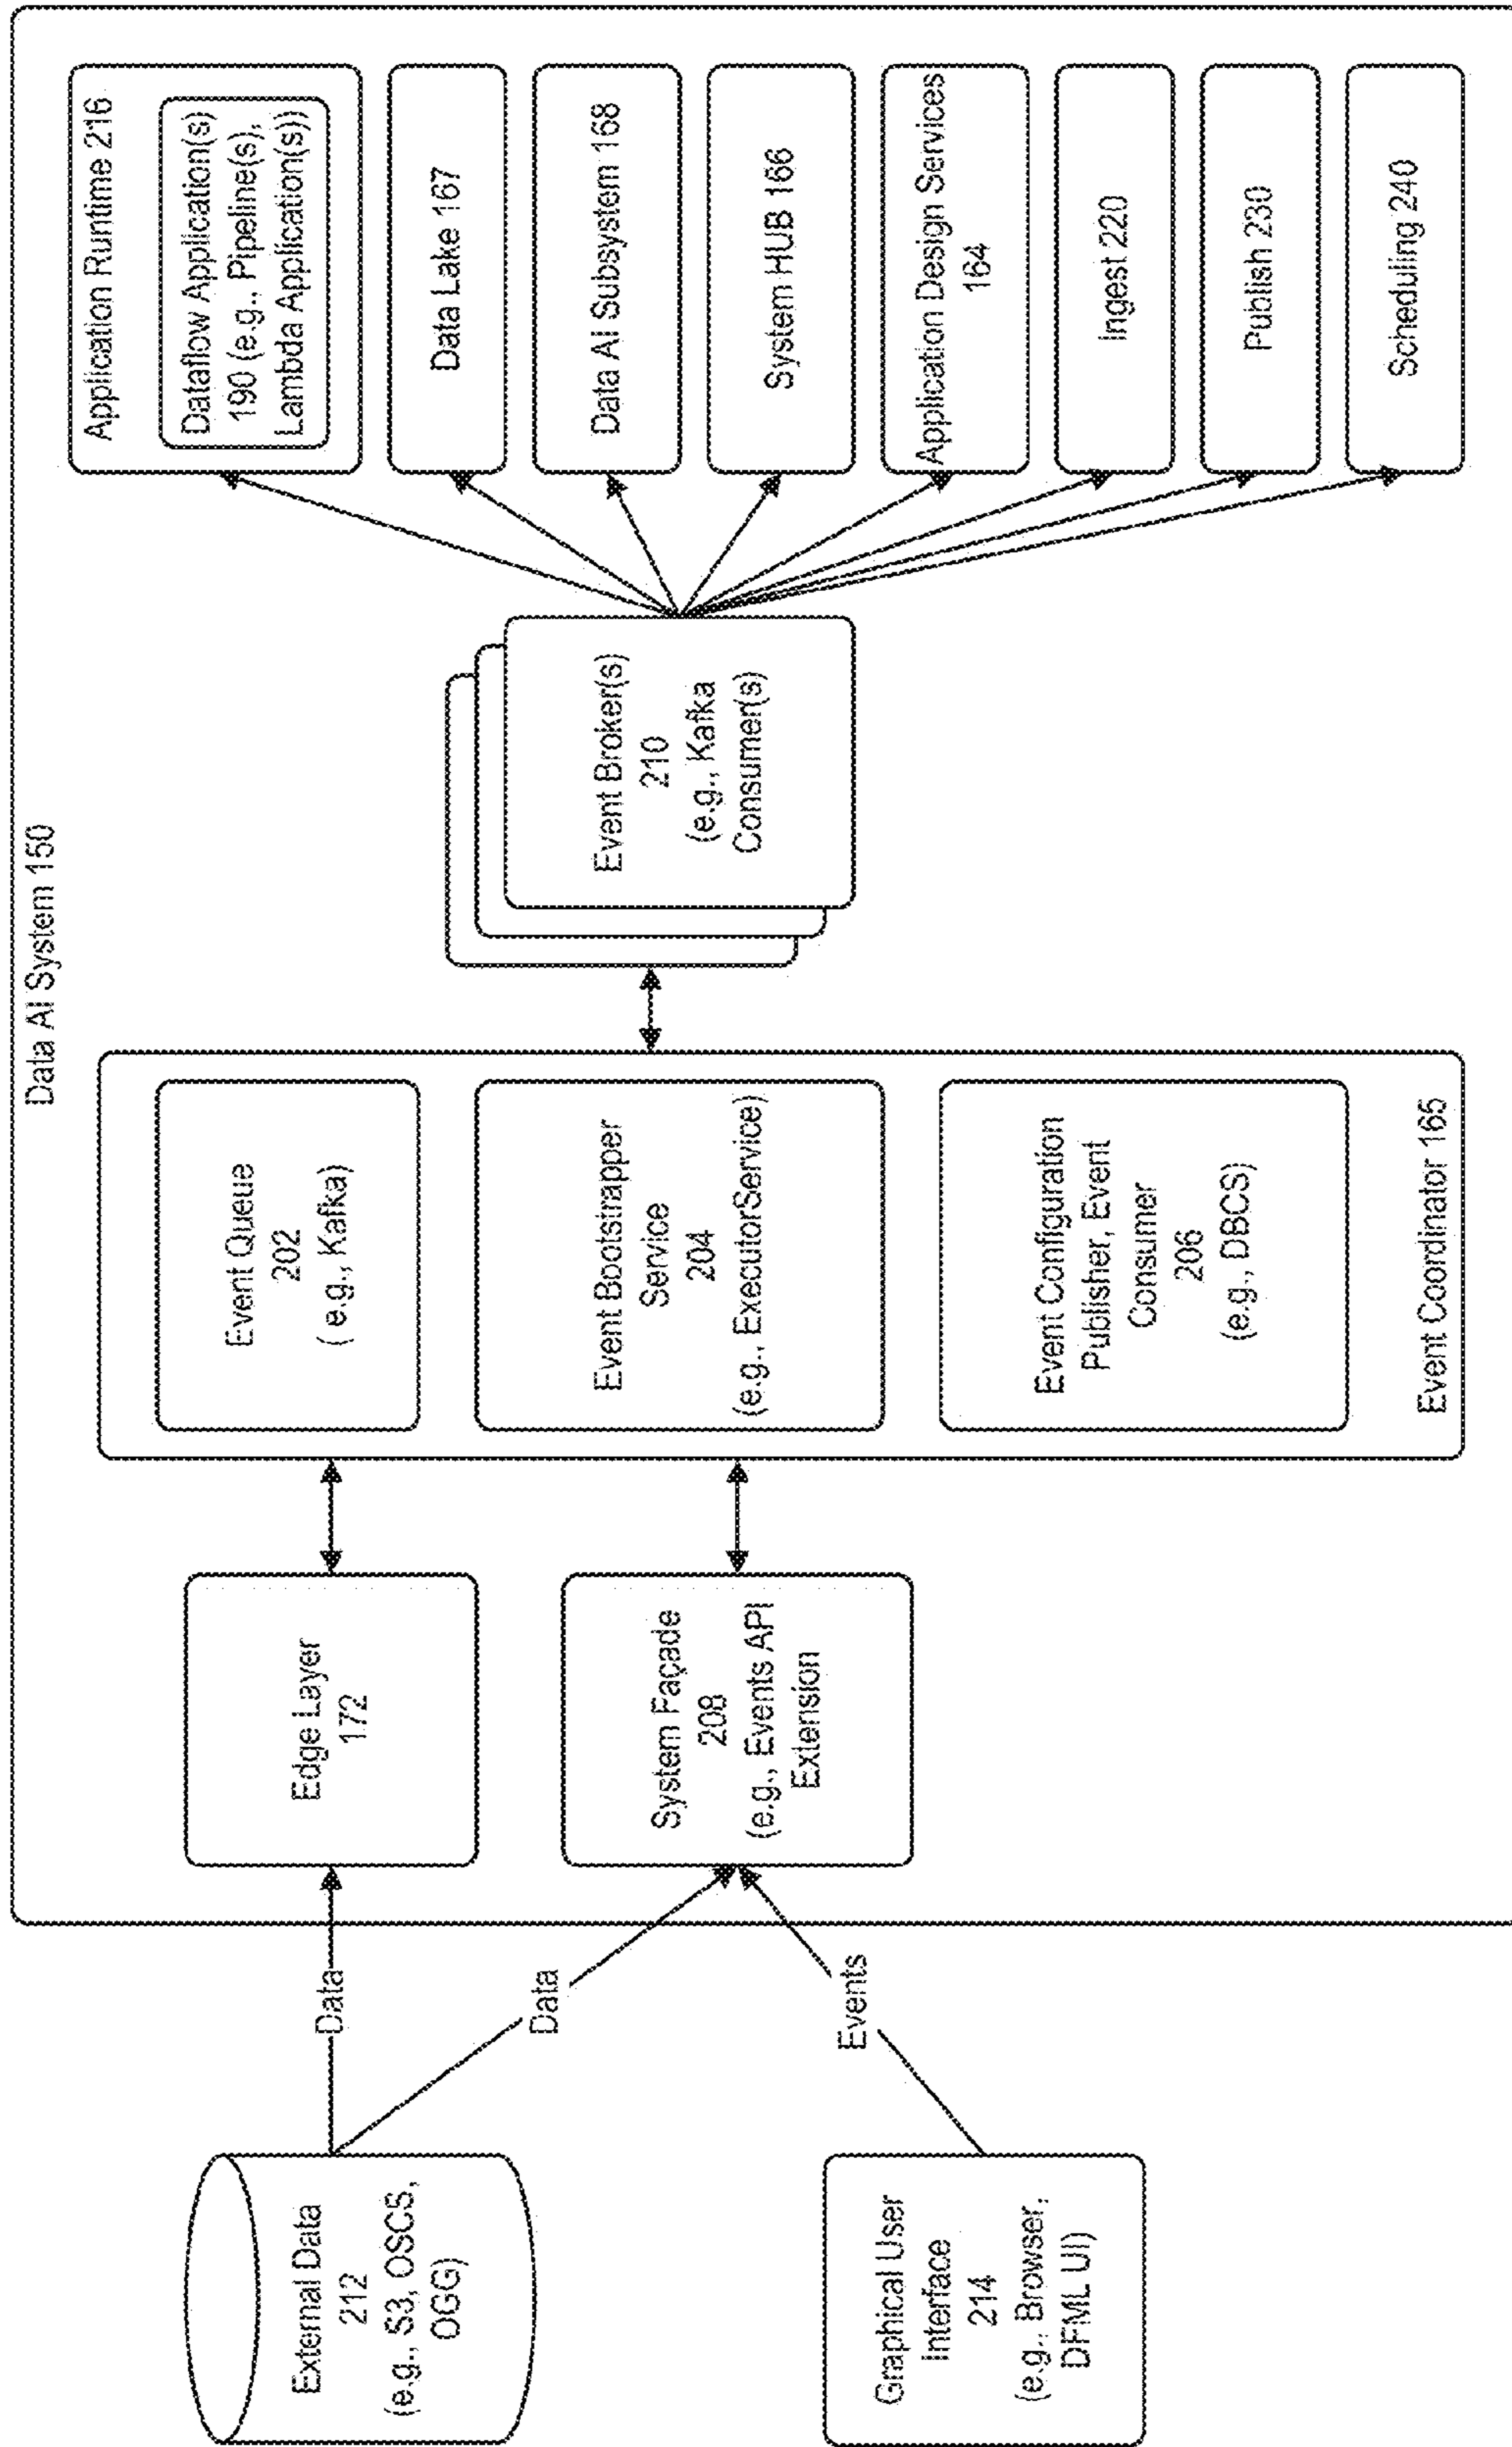 Data AI System 150
External Data
212
(e.g., S3, OSCS,
OGG)
Graphical User
Interface
214
(e.g., Browser,
DFML UI)
Data
Data
Events
Edge Layer
172
System Façade
208
(e.g., Events API
Extension
Event Queue
202
( e.g., Kafka)
Event Bootstrapper
Service
204
(e.g., ExecutorService)
Event Configuration
Publisher, Event
Consumer
206
(e.g., DBCS)
Event Coordinator 165
Event Broker(s)
210
(e.g., Kafka
Consumer(s)
Application Runtime 216
Dataflow Application(s)
190 (e.g., Pipeline(s),
Lambda Application(s))
Data Lake 167
Data AI Subsystem 168
System HUB 166
Application Design Services
164
Ingest 220
Publish 230
Scheduling 240